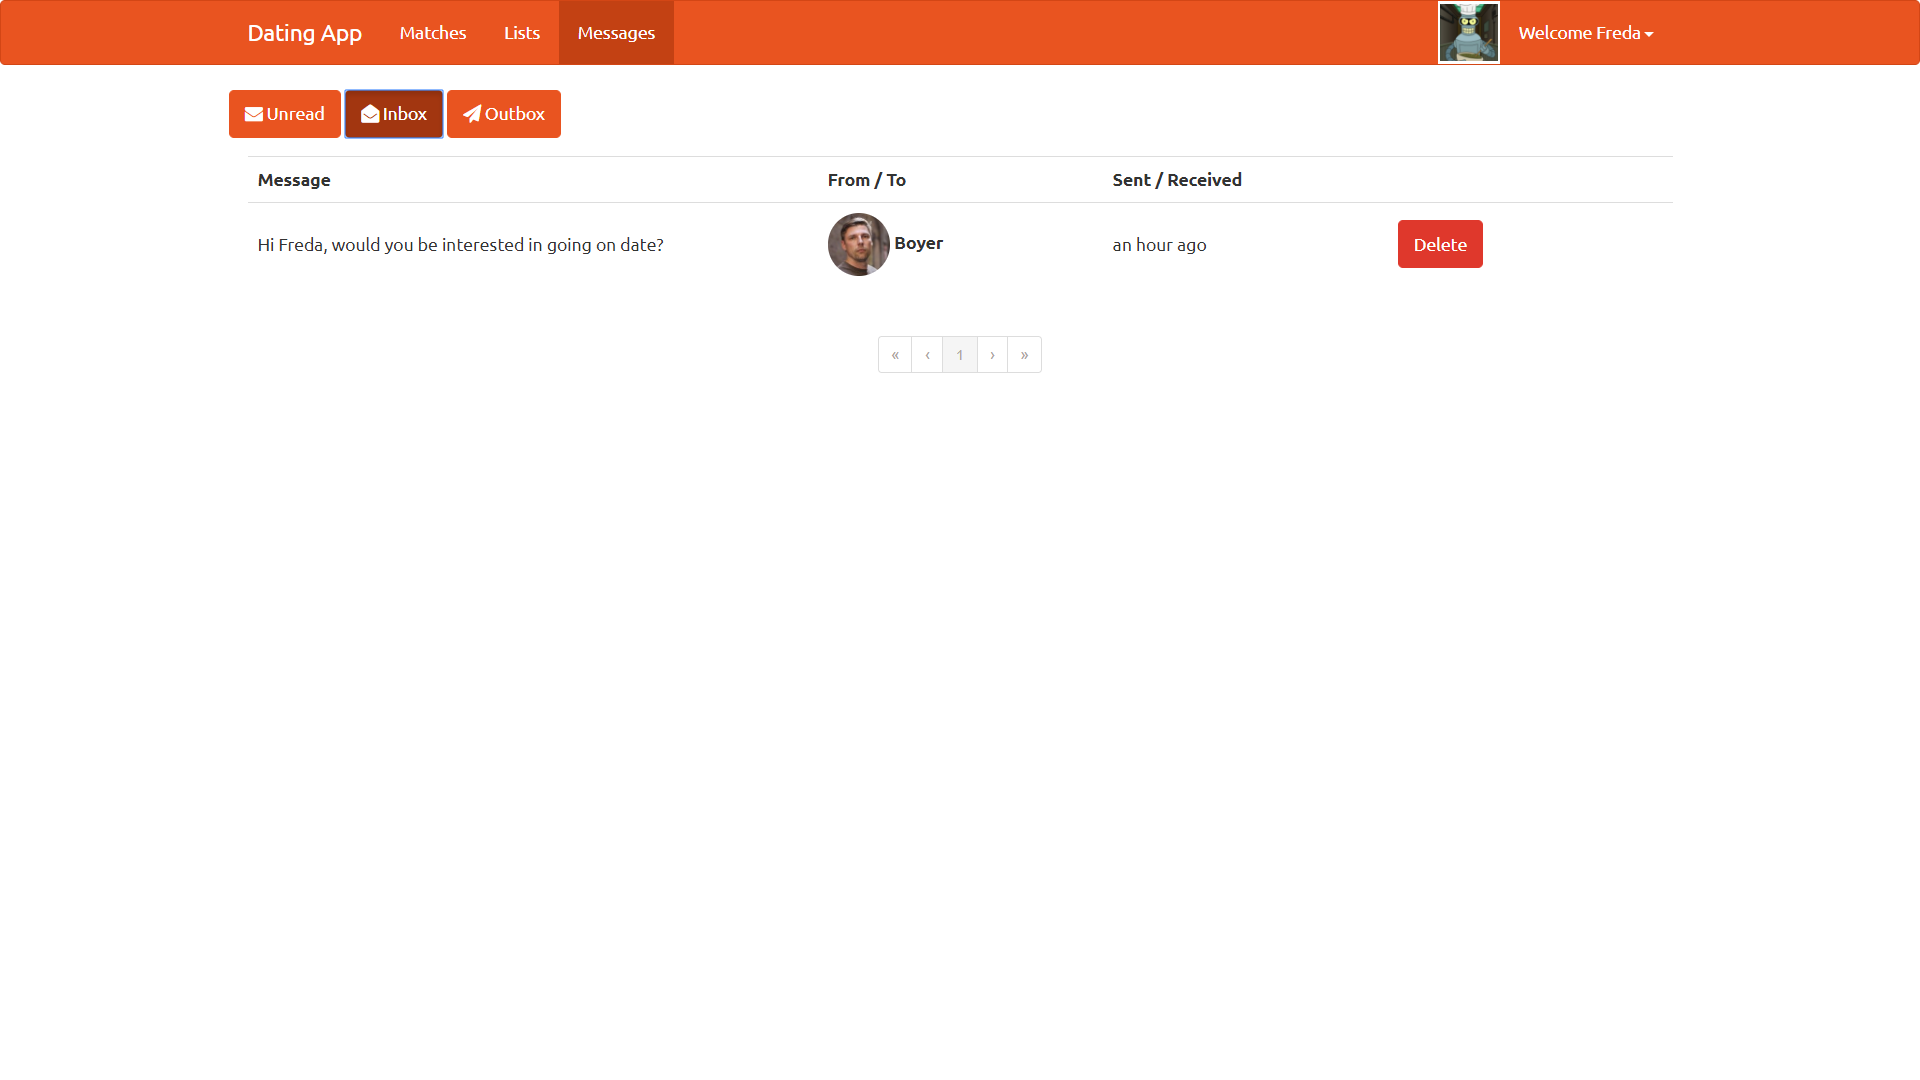 Dating App Matches Lists Messages Welcome Freda
Unread Inbox Outbox
Message From / To Sent / Received
Hi Freda, would you be interested in going on date? Boyer an hour ago Delete
« ‹ 1 › »